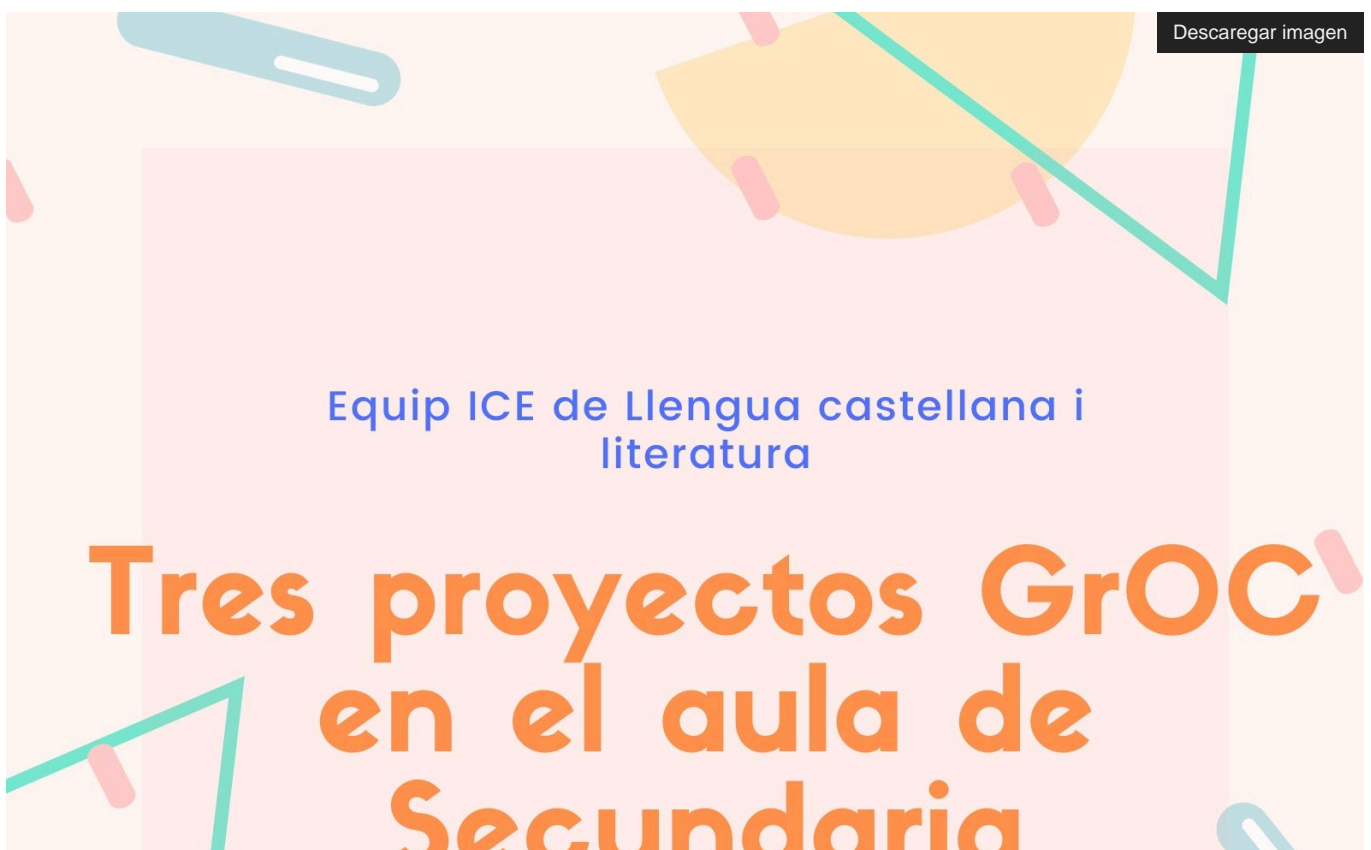 Descaregar imagen
Equip ICE de Llengua castellana i
literatura
Tres proyectos GrOC
en el aula de
Secundaria